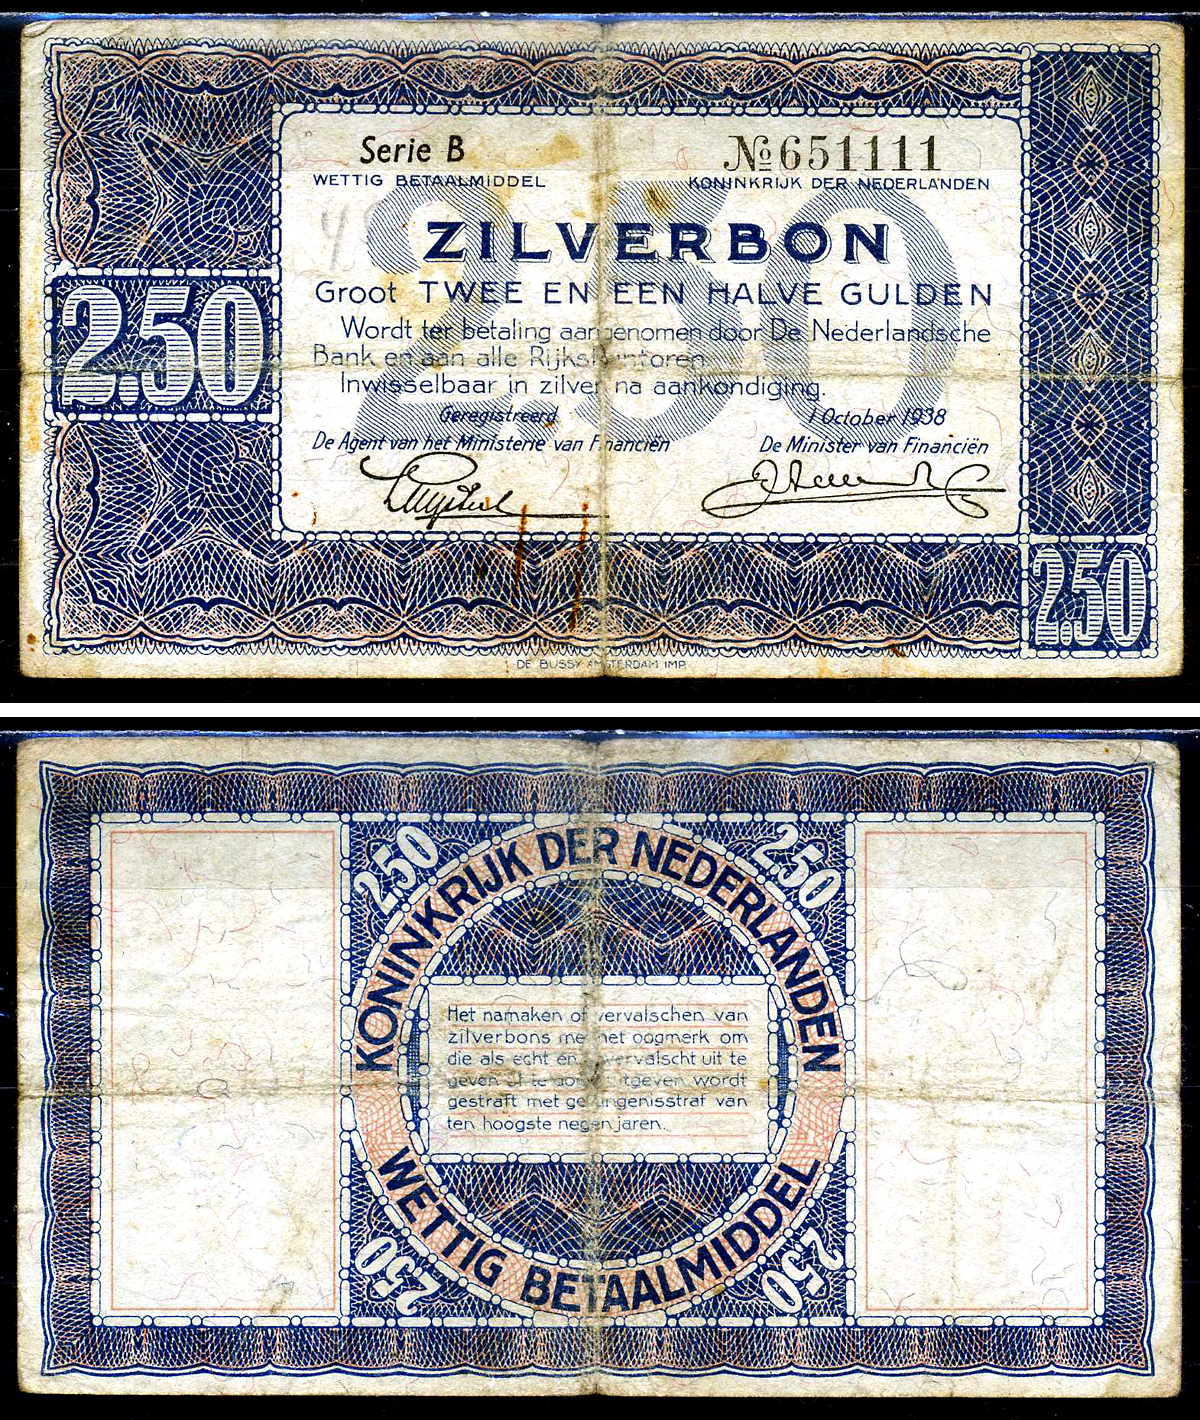 Serie B
№ 651111
WETTIG BETAALMIDDEL
KONINKRIJK DER NEDERLANDEN
ZILVERBON
Groot TWEE EN EEN HALVE GULDEN
Wordt ter betaling aangenomen door De Nederlandsche
Bank en aan alle Rijkskantoren.
Inwisselbaar in zilver na aankondiging.
Geregistreerd
1 October 1938
De Agent van het Ministerie van Financiën
De Minister van Financiën
2.50
2.50
2.50
DE BUSSY AMSTERDAM IMP.
2.50
2.50
KONINKRIJK DER NEDERLANDEN
Het namaken of vervalschen van
zilverbons met het oogmerk om
die als echt en onvervalscht uit te
geven of te doen uitgeven wordt
gestraft met gevangenisstraf van
ten hoogste negen jaren.
WETTIG BETAALMIDDEL
2.50
2.50